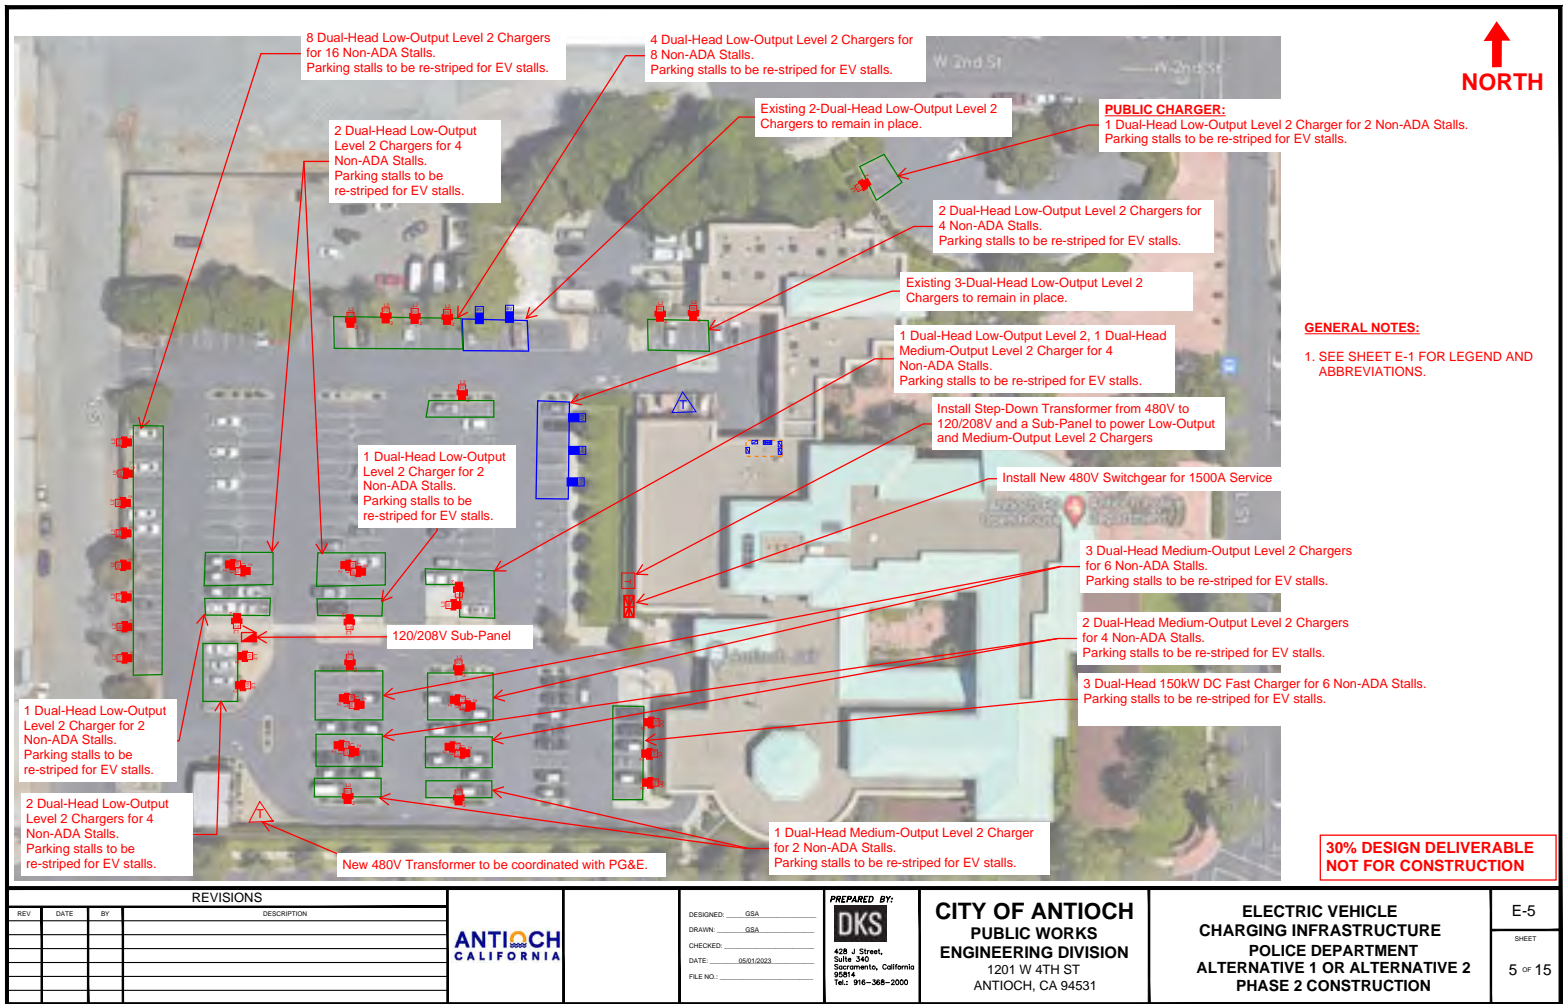 8 Dual-Head Low-Output Level 2 Chargers
for 16 Non-ADA Stalls.
Parking stalls to be re-striped for EV stalls.
4 Dual-Head Low-Output Level 2 Chargers for
8 Non-ADA Stalls.
Parking stalls to be re-striped for EV stalls.
W 2nd St
W 2nd St
NORTH
Existing 2-Dual-Head Low-Output Level 2
Chargers to remain in place.
PUBLIC CHARGER:
1 Dual-Head Low-Output Level 2 Charger for 2 Non-ADA Stalls.
Parking stalls to be re-striped for EV stalls.
2 Dual-Head Low-Output
Level 2 Chargers for 4
Non-ADA Stalls.
Parking stalls to be
re-striped for EV stalls.
2 Dual-Head Low-Output Level 2 Chargers for
4 Non-ADA Stalls.
Parking stalls to be re-striped for EV stalls.
Existing 3-Dual-Head Low-Output Level 2
Chargers to remain in place.
GENERAL NOTES:
1. SEE SHEET E-1 FOR LEGEND AND
ABBREVIATIONS.
1 Dual-Head Low-Output Level 2, 1 Dual-Head
Medium-Output Level 2 Charger for 4
Non-ADA Stalls.
Parking stalls to be re-striped for EV stalls.
T
Install Step-Down Transformer from 480V to
120/208V and a Sub-Panel to power Low-Output
and Medium-Output Level 2 Chargers
1 Dual-Head Low-Output
Level 2 Charger for 2
Non-ADA Stalls.
Parking stalls to be
re-striped for EV stalls.
Install New 480V Switchgear for 1500A Service
3 Dual-Head Medium-Output Level 2 Chargers
for 6 Non-ADA Stalls.
Parking stalls to be re-striped for EV stalls.
120/208V Sub-Panel
2 Dual-Head Medium-Output Level 2 Chargers
for 4 Non-ADA Stalls.
Parking stalls to be re-striped for EV stalls.
3 Dual-Head 150kW DC Fast Charger for 6 Non-ADA Stalls.
Parking stalls to be re-striped for EV stalls.
1 Dual-Head Low-Output
Level 2 Charger for 2
Non-ADA Stalls.
Parking stalls to be
re-striped for EV stalls.
2 Dual-Head Low-Output
Level 2 Chargers for 4
Non-ADA Stalls.
Parking stalls to be
re-striped for EV stalls.
T
New 480V Transformer to be coordinated with PG&E.
1 Dual-Head Medium-Output Level 2 Charger
for 2 Non-ADA Stalls.
Parking stalls to be re-striped for EV stalls.
30% DESIGN DELIVERABLE
NOT FOR CONSTRUCTION
REVISIONS
REV DATE BY DESCRIPTION
ANTIOCH
CALIFORNIA
DESIGNED: GSA
DRAWN: GSA
CHECKED:
DATE: 05/01/2023
FILE NO.:
PREPARED BY:
DKS
428 J Street,
Suite 340
Sacramento, California
95814
Tel.: 916-368-2000
CITY OF ANTIOCH
PUBLIC WORKS
ENGINEERING DIVISION
1201 W 4TH ST
ANTIOCH, CA 94531
ELECTRIC VEHICLE
CHARGING INFRASTRUCTURE
POLICE DEPARTMENT
ALTERNATIVE 1 OR ALTERNATIVE 2
PHASE 2 CONSTRUCTION
E-5
SHEET
5 OF 15